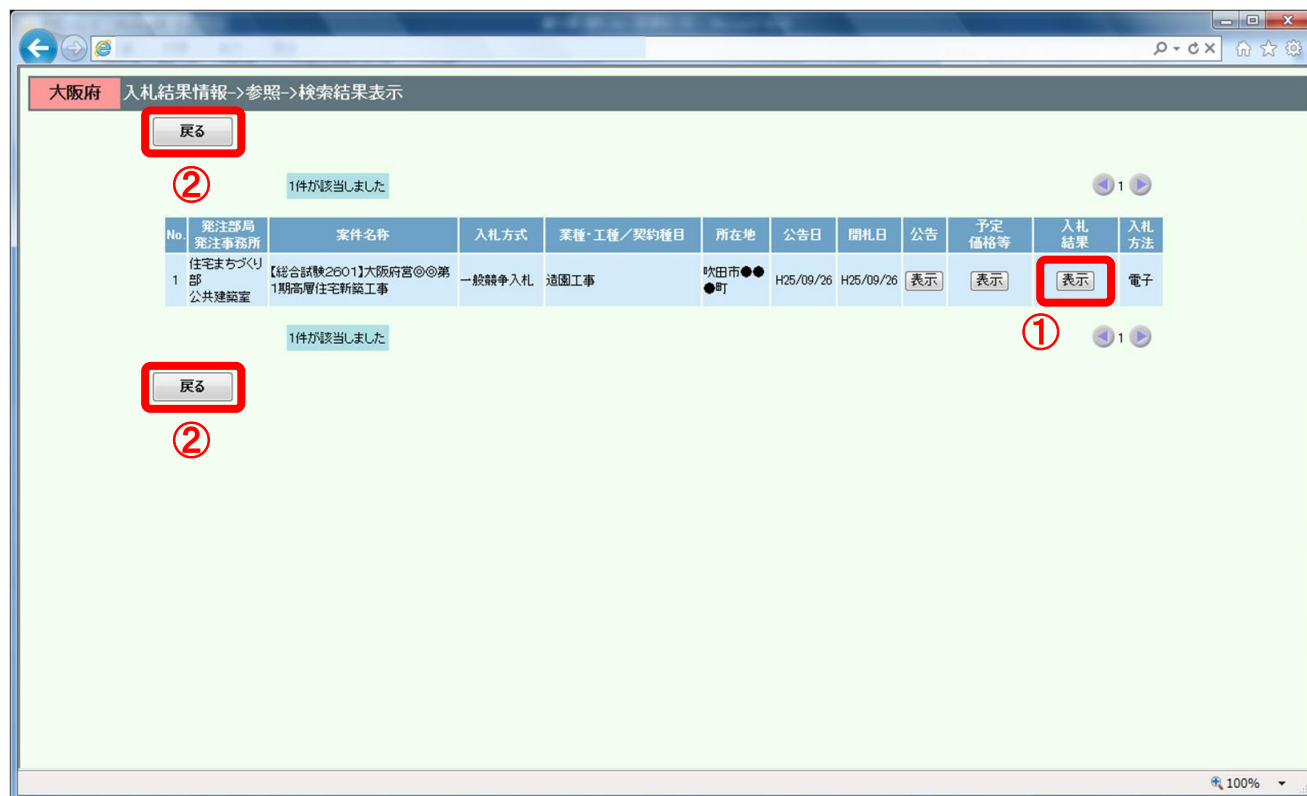 大阪府 入札結果情報->参照->検索結果表示
戻る
②
1件が該当しました
1
No. 発注部局 案件名称 入札方式 業種・工種／契約種目 所在地 公告日 開札日 公告 予定 入札 入札
発注事務所 価格等 結果 方法
1 住宅まちづくり部 公共建築室 【総合試験2601】大阪府営◎◎第1期高層住宅新築工事 一般競争入札 造園工事 吹田市●●●町 H25/09/26 H25/09/26 表示 表示 表示 電子
①
1件が該当しました
1
戻る
②
100%